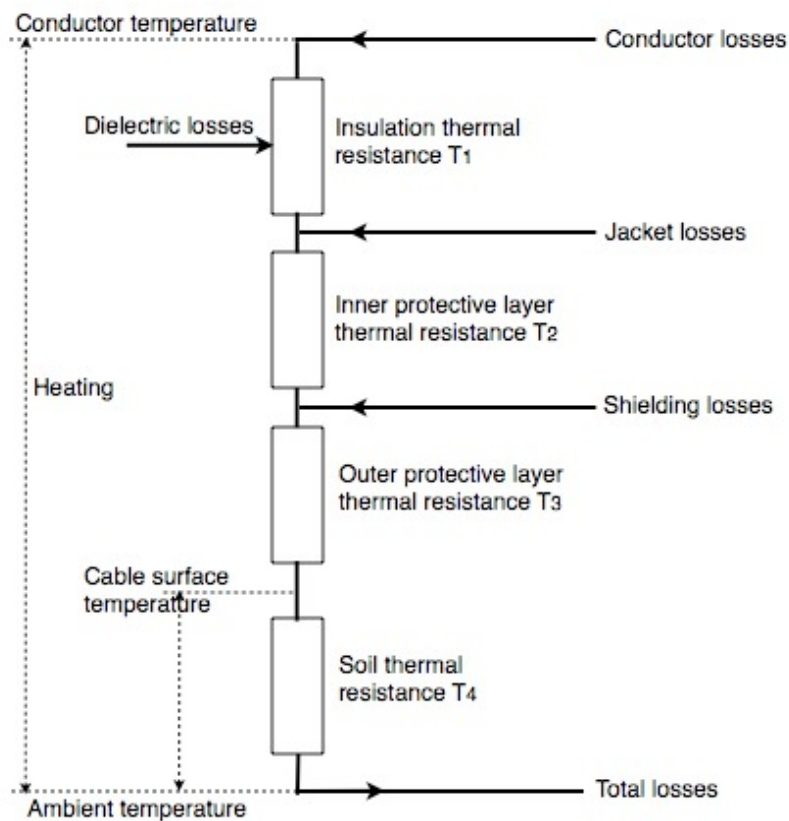 Conductor temperature
Conductor losses
Dielectric losses
Insulation thermal
resistance T1
Jacket losses
Inner protective layer
thermal resistance T2
Heating
Shielding losses
Outer protective layer
thermal resistance T3
Cable surface
temperature
Soil thermal
resistance T4
Total losses
Ambient temperature